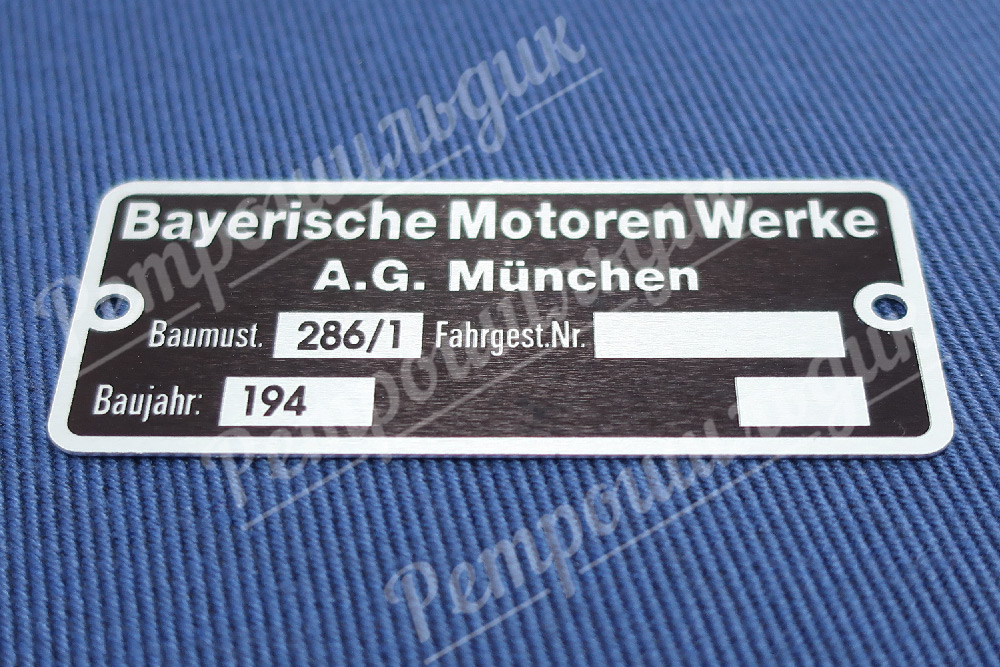 Bayerische Motoren Werke
A.G. München
Baumust. 286/1 Fahrgest.Nr.
Baujahr: 194
Ретрошильдик
Ретрошильдик
Ретрошильдик
Ретрошильдик